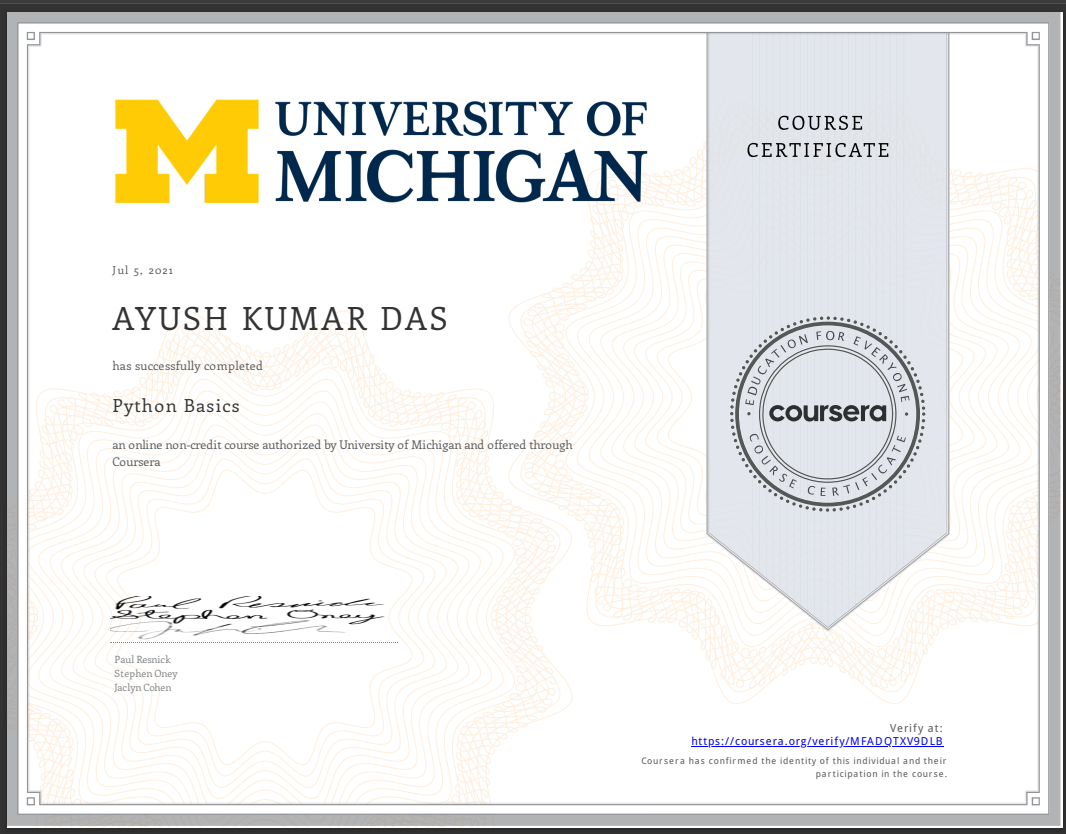 UNIVERSITY OF
MICHIGAN
COURSE
CERTIFICATE
Jul 5, 2021
AYUSH KUMAR DAS
has successfully completed
Python Basics
an online non-credit course authorized by University of Michigan and offered through
Coursera
EDUCATION FOR EVERYONE
coursera
COURSE CERTIFICATE
Paul Resnick
Stephen Oney
Paul Resnick
Stephen Oney
Jaclyn Cohen
Verify at:
https://coursera.org/verify/MFADQTXV9DLB
Coursera has confirmed the identity of this individual and their
participation in the course.